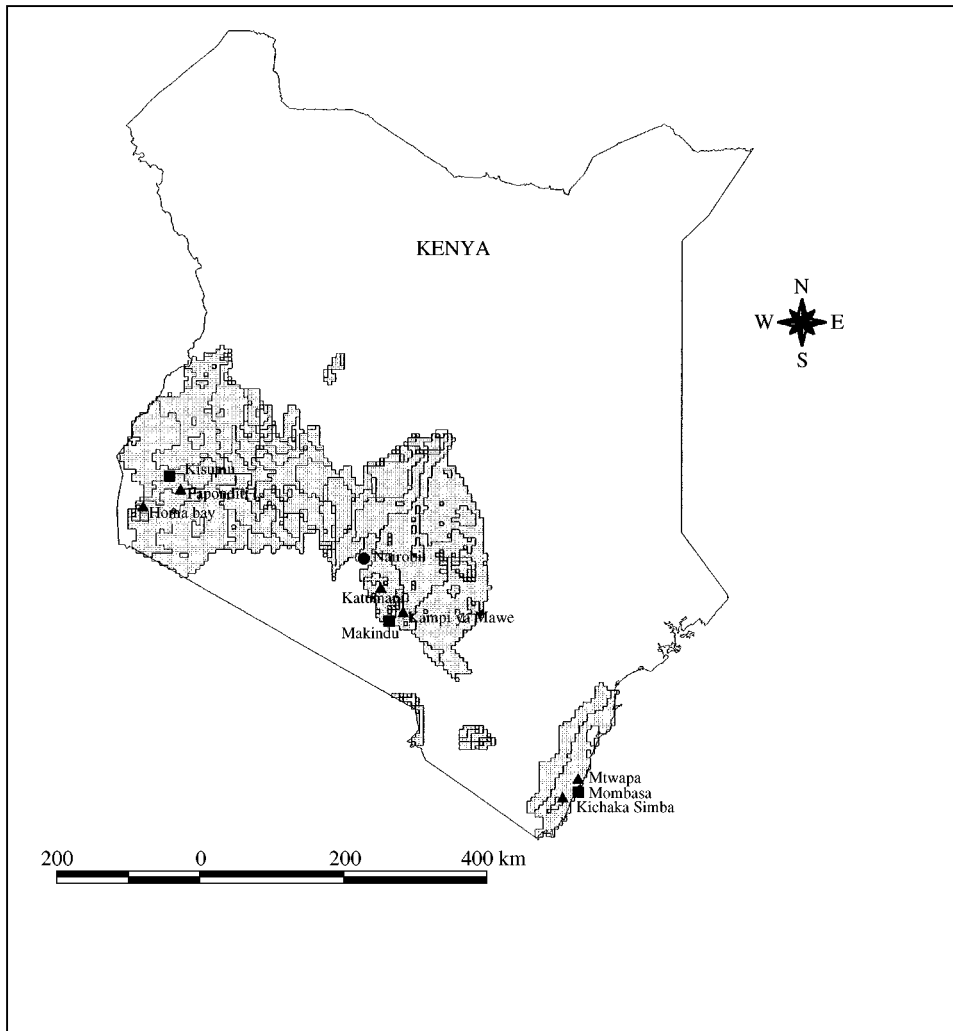 KENYA
N
W E
S
Kisumu
Papondit
Homa bay
Nairobi
Katumani
Kampi ya Mawe
Makindu
Mtwapa
Mombasa
Kichaka Simba
200 0 200 400 km